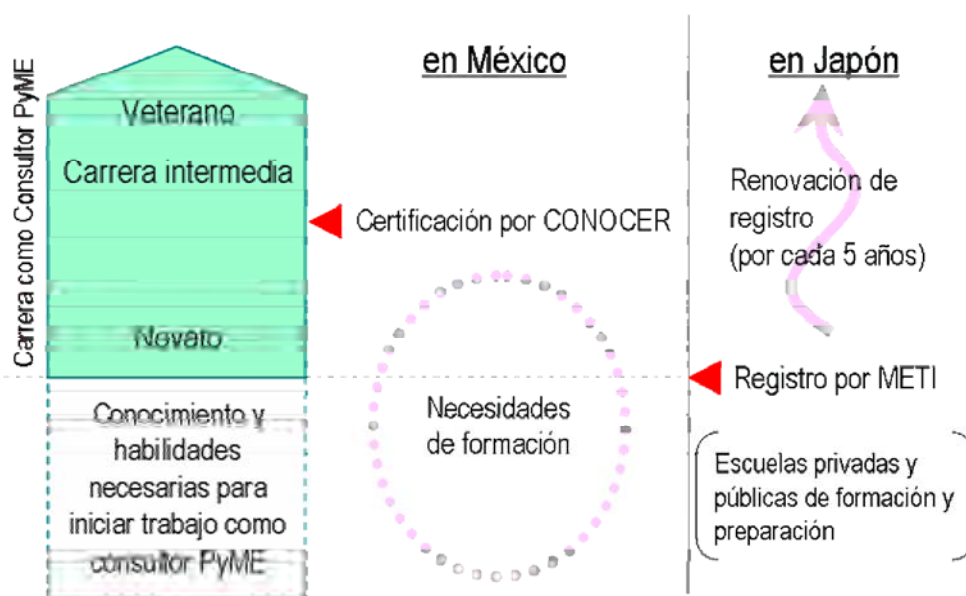 Carrera como Consultor PyME
Veterano
Carrera intermedia
Novato
Conocimiento y
habilidades
necesarias para
iniciar trabajo como
consultor PyME
en México
Certificación por CONOCER
Necesidades
de formación
en Japón
Renovación de
registro
(por cada 5 años)
Registro por METI
Escuelas privadas y
públicas de formación y
preparación